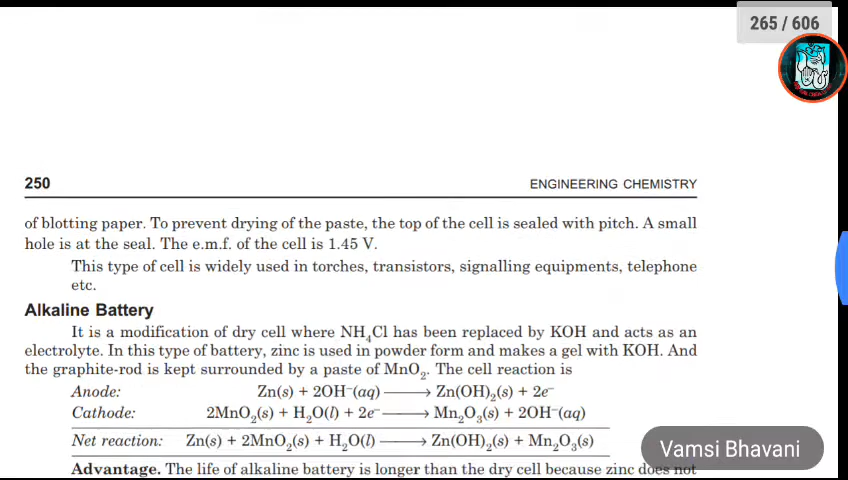 265 / 606
250 ENGINEERING CHEMISTRY
of blotting paper. To prevent drying of the paste, the top of the cell is sealed with pitch. A small
hole is at the seal. The e.m.f. of the cell is 1.45 V.
This type of cell is widely used in torches, transistors, signalling equipments, telephone
etc.
Alkaline Battery
It is a modification of dry cell where NH₄Cl has been replaced by KOH and acts as an
electrolyte. In this type of battery, zinc is used in powder form and makes a gel with KOH. And
the graphite-rod is kept surrounded by a paste of MnO₂. The cell reaction is
Anode: Zn(s) + 2OH⁻(aq) ⟶ Zn(OH)₂(s) + 2e⁻
Cathode: 2MnO₂(s) + H₂O(l) + 2e⁻ ⟶ Mn₂O₃(s) + 2OH⁻(aq)
Net reaction: Zn(s) + 2MnO₂(s) + H₂O(l) ⟶ Zn(OH)₂(s) + Mn₂O₃(s)
Vamsi Bhavani
Advantage. The life of alkaline battery is longer than the dry cell because zinc does not